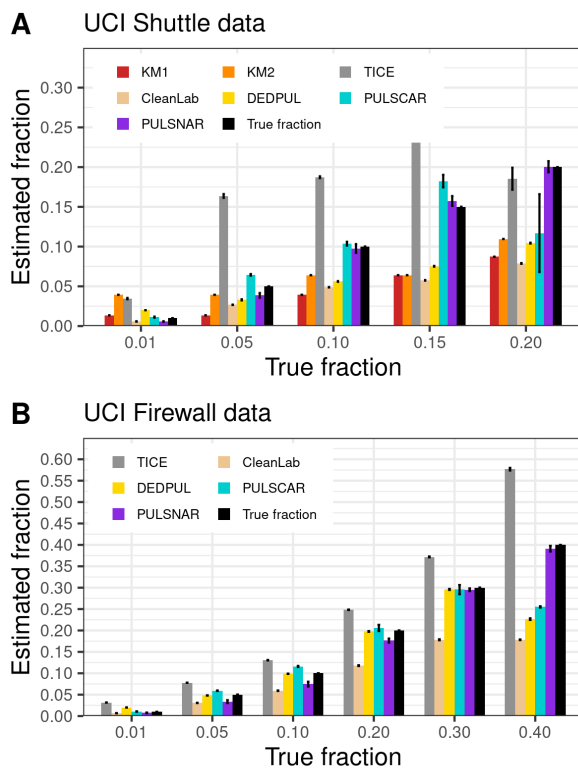 A UCI Shuttle data
KM1 KM2 TICE
CleanLab DEDPUL PULSCAR
PULSNAR True fraction
Estimated fraction
0.30
0.25
0.20
0.15
0.10
0.05
0.00
0.01 0.05 0.10 0.15 0.20
True fraction
B UCI Firewall data
TICE CleanLab
DEDPUL PULSCAR
PULSNAR True fraction
Estimated fraction
0.60
0.55
0.50
0.45
0.40
0.35
0.30
0.25
0.20
0.15
0.10
0.05
0.00
0.01 0.05 0.10 0.20 0.30 0.40
True fraction